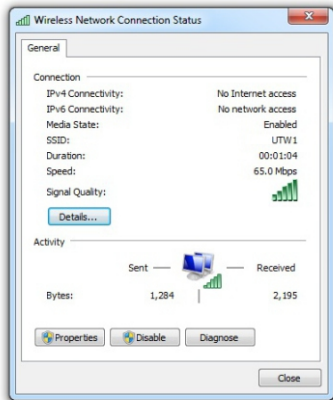 Wireless Network Connection Status
General
Connection
IPv4 Connectivity: No Internet access
IPv6 Connectivity: No network access
Media State: Enabled
SSID: UTW1
Duration: 00:01:04
Speed: 65.0 Mbps
Signal Quality:
Details...
Activity
Sent Received
Bytes: 1,284 2,195
Properties Disable Diagnose
Close